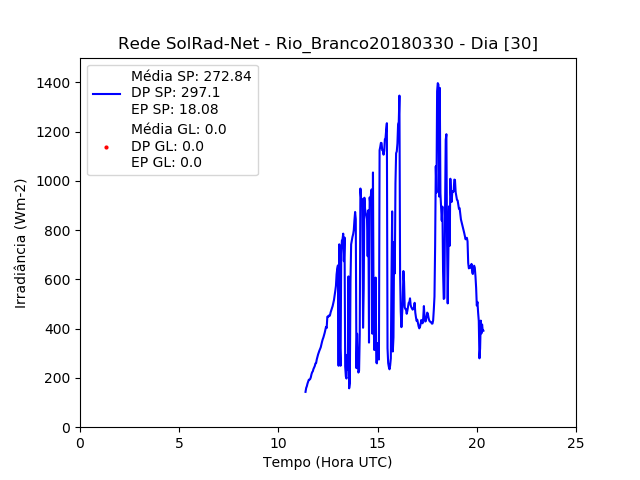 Rede SolRad-Net - Rio_Branco20180330 - Dia [30]
Média SP: 272.84
DP SP: 297.1
EP SP: 18.08
Média GL: 0.0
DP GL: 0.0
EP GL: 0.0
Irradiância (Wm-2)
1400
1200
1000
800
600
400
200
0
0 5 10 15 20 25
Tempo (Hora UTC)